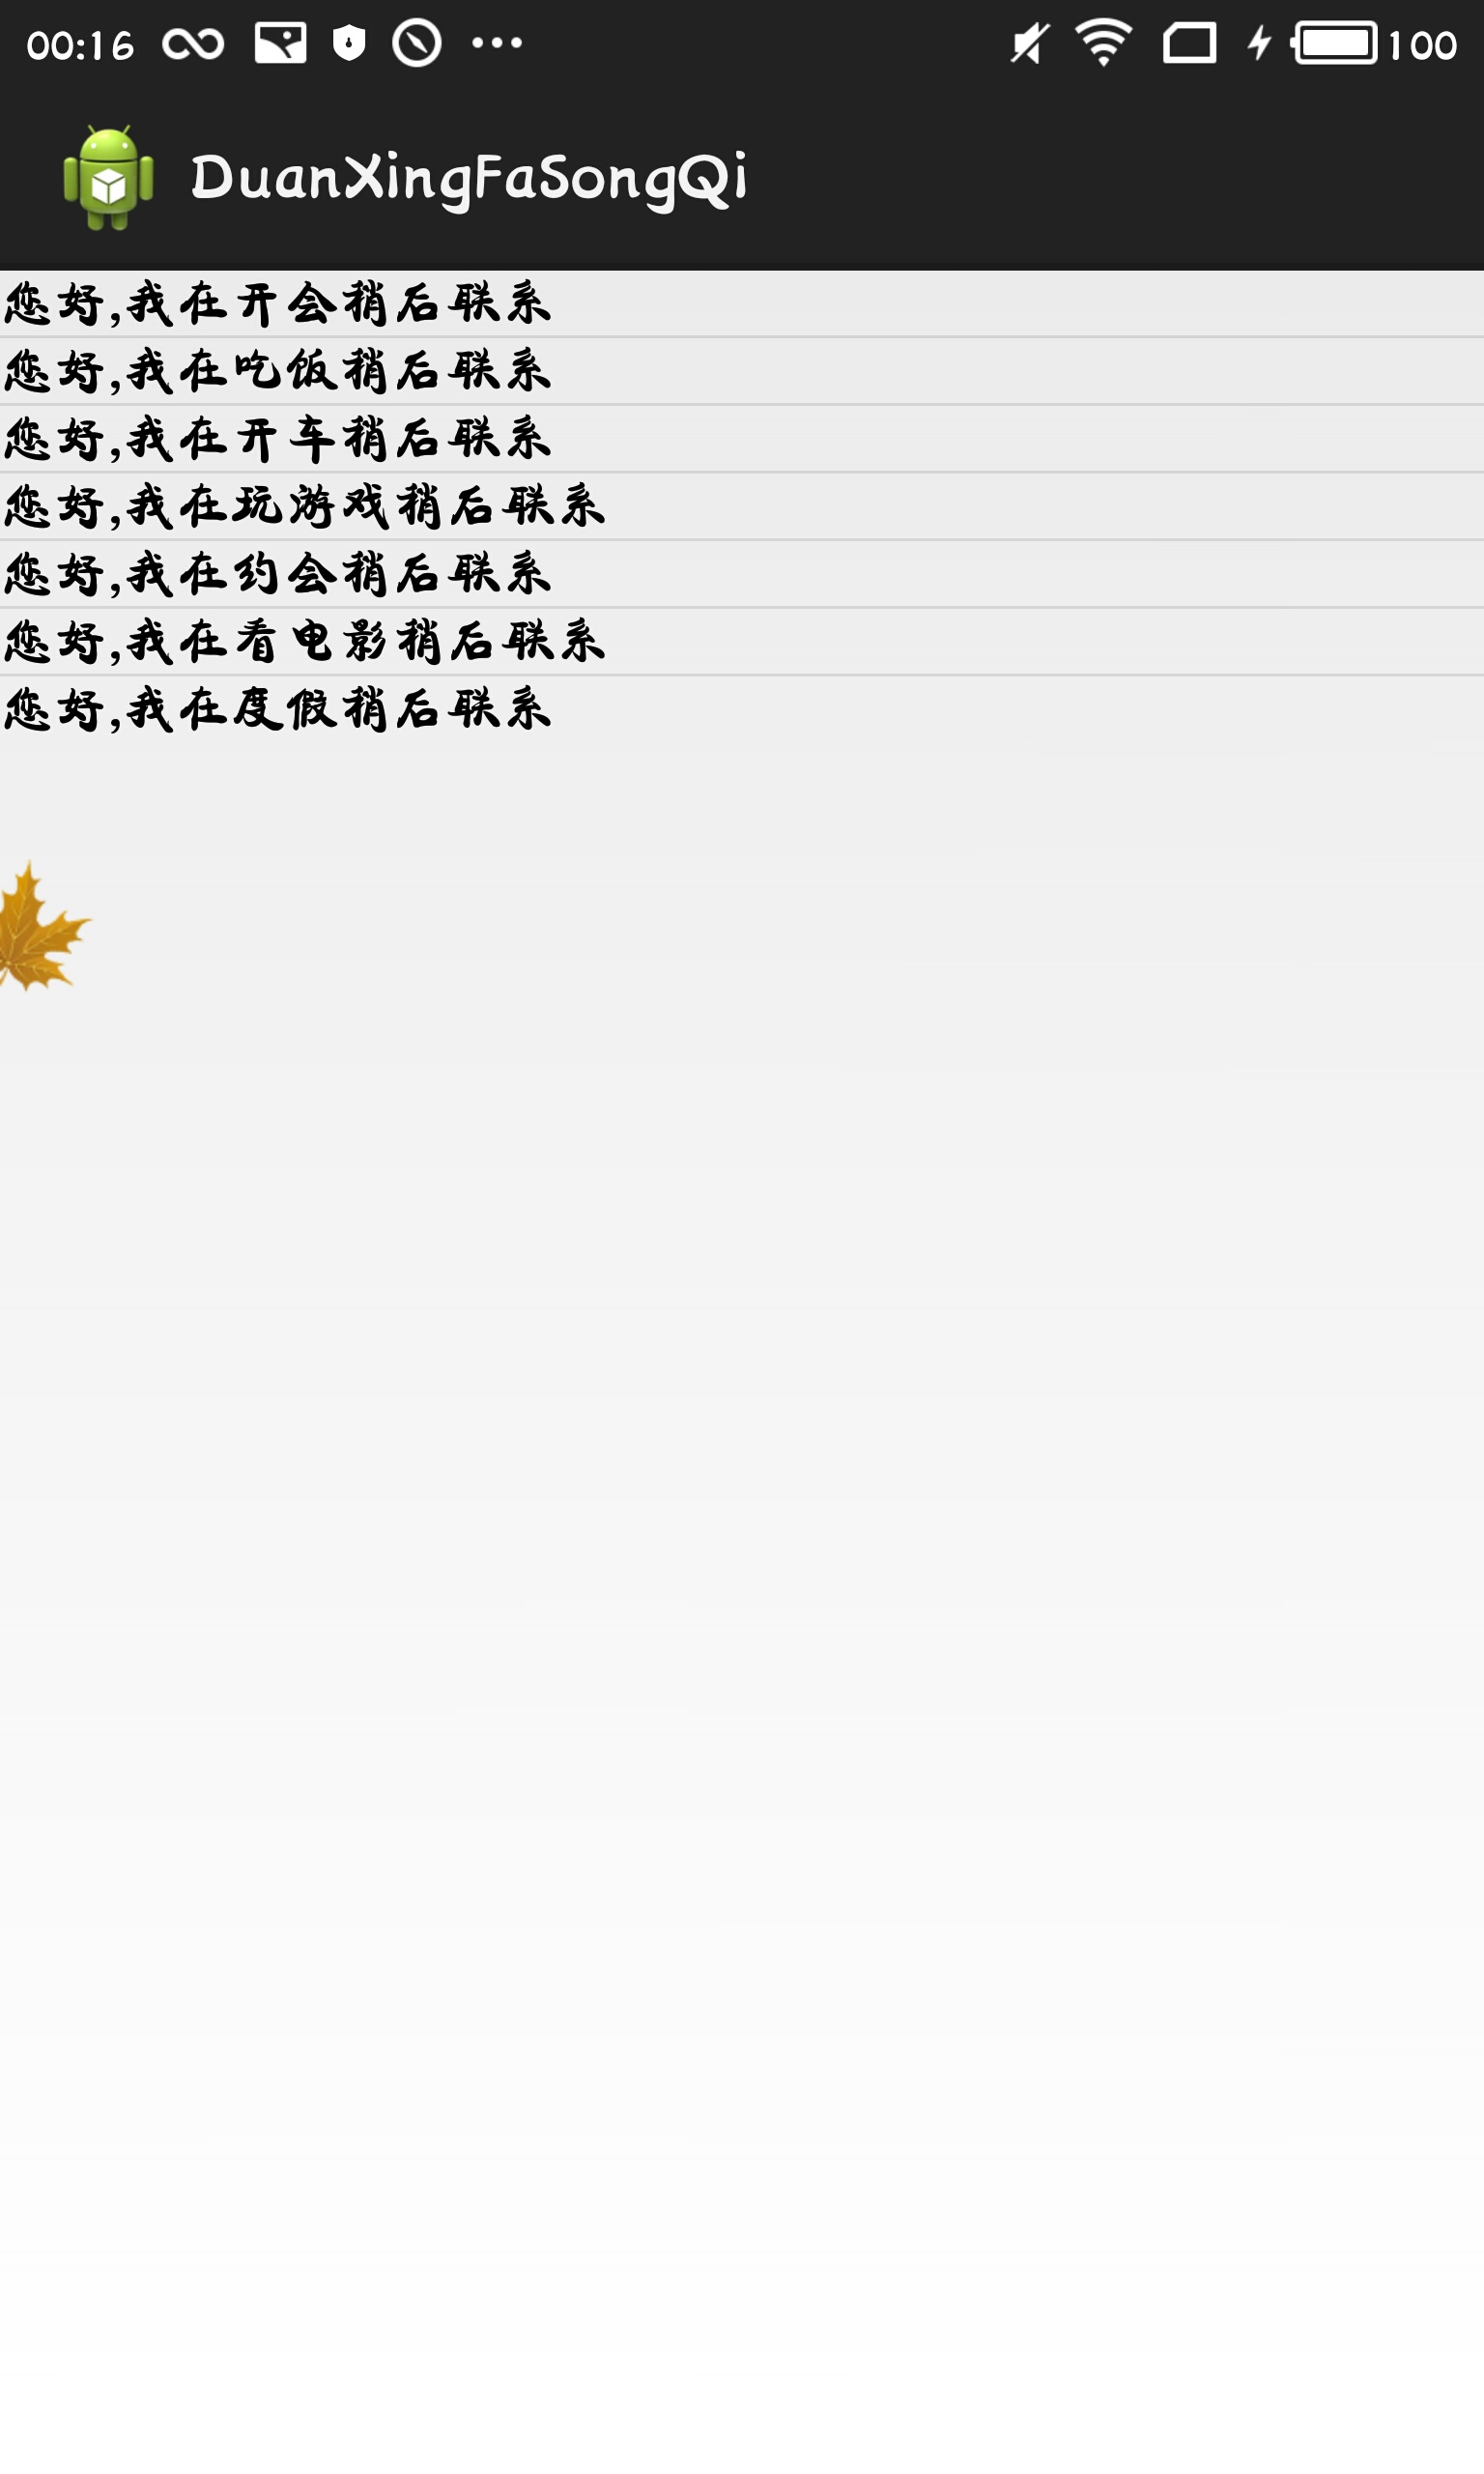 00:16
100
DuanXingFaSongQi
您好,我在开会稍后联系
您好,我在吃饭稍后联系
您好,我在开车稍后联系
您好,我在玩游戏稍后联系
您好,我在约会稍后联系
您好,我在看电影稍后联系
您好,我在度假稍后联系